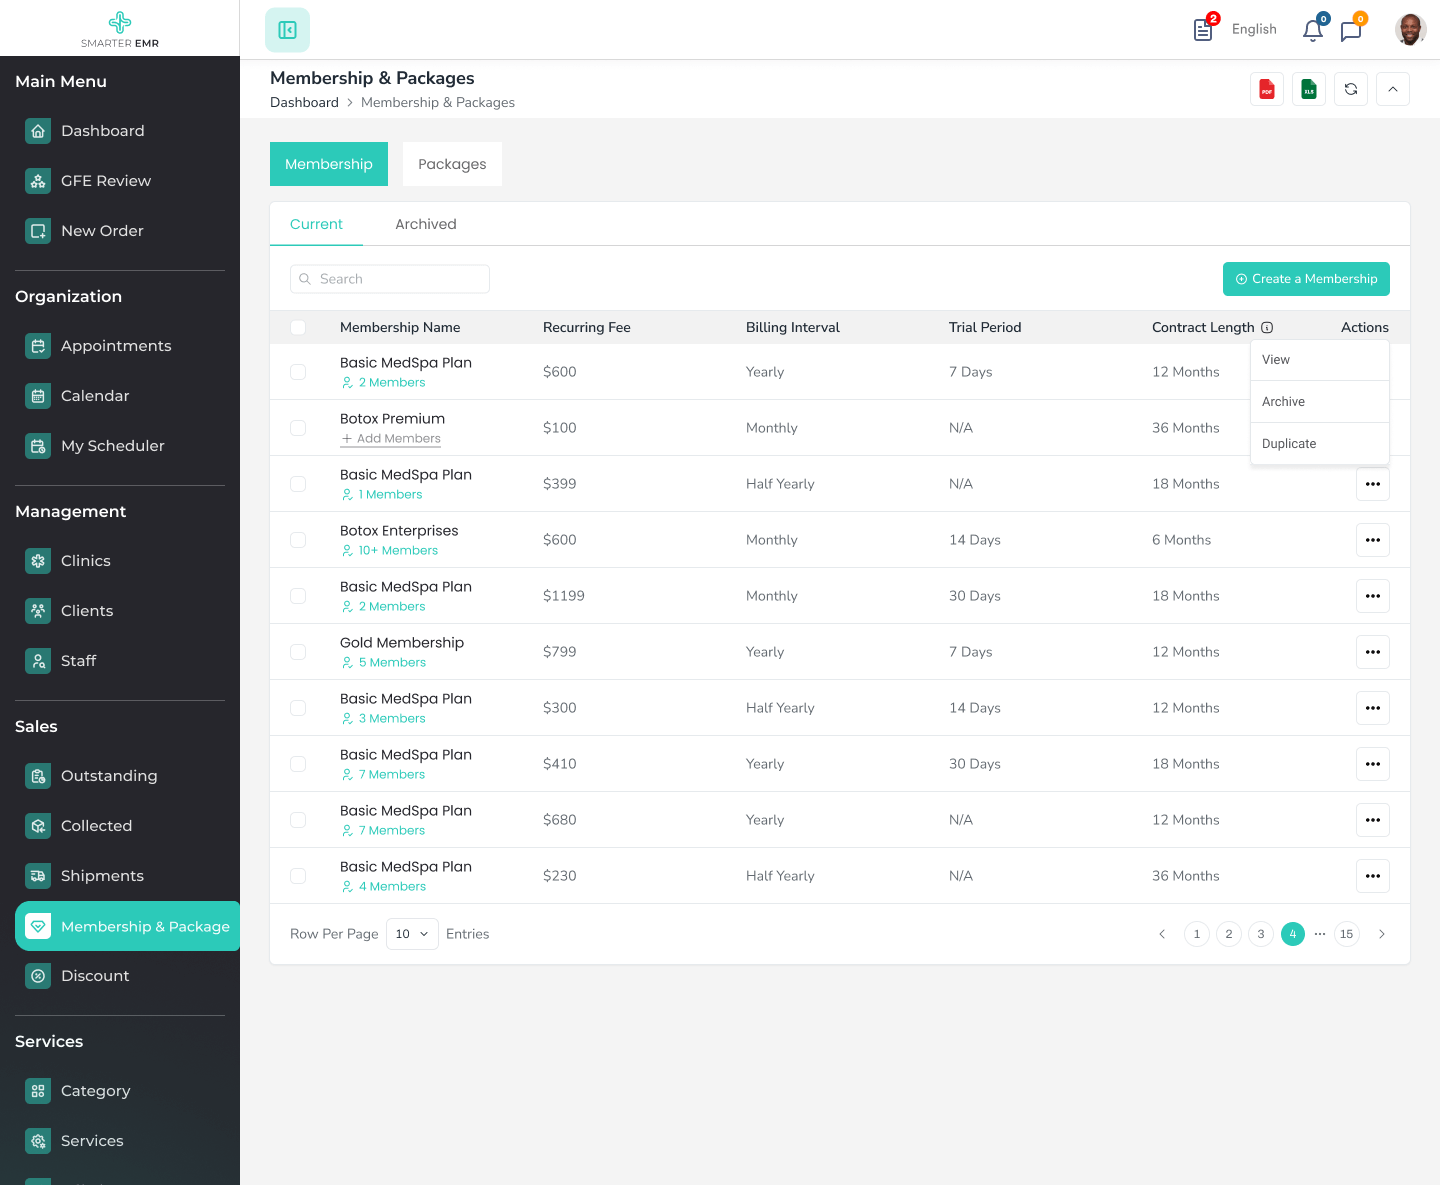 SMARTER EMR
Main Menu
Dashboard
GFE Review
New Order
Organization
Appointments
Calendar
My Scheduler
Management
Clinics
Clients
Staff
Sales
Outstanding
Collected
Shipments
Membership & Package
Discount
Services
Category
Services
2
English
0
0
Membership & Packages
Dashboard > Membership & Packages
PDF
XLS
Membership
Packages
Current
Archived
Search
Create a Membership
Membership Name Recurring Fee Billing Interval Trial Period Contract Length Actions
Basic MedSpa Plan
2 Members
$600 Yearly 7 Days 12 Months
View
Archive
Duplicate
Botox Premium
+ Add Members
$100 Monthly N/A 36 Months
Basic MedSpa Plan
1 Members
$399 Half Yearly N/A 18 Months
Botox Enterprises
10+ Members
$600 Monthly 14 Days 6 Months
Basic MedSpa Plan
2 Members
$1199 Monthly 30 Days 18 Months
Gold Membership
5 Members
$799 Yearly 7 Days 12 Months
Basic MedSpa Plan
3 Members
$300 Half Yearly 14 Days 12 Months
Basic MedSpa Plan
7 Members
$410 Yearly 30 Days 18 Months
Basic MedSpa Plan
7 Members
$680 Yearly N/A 12 Months
Basic MedSpa Plan
4 Members
$230 Half Yearly N/A 36 Months
Row Per Page 10 Entries
1 2 3 4 ... 15